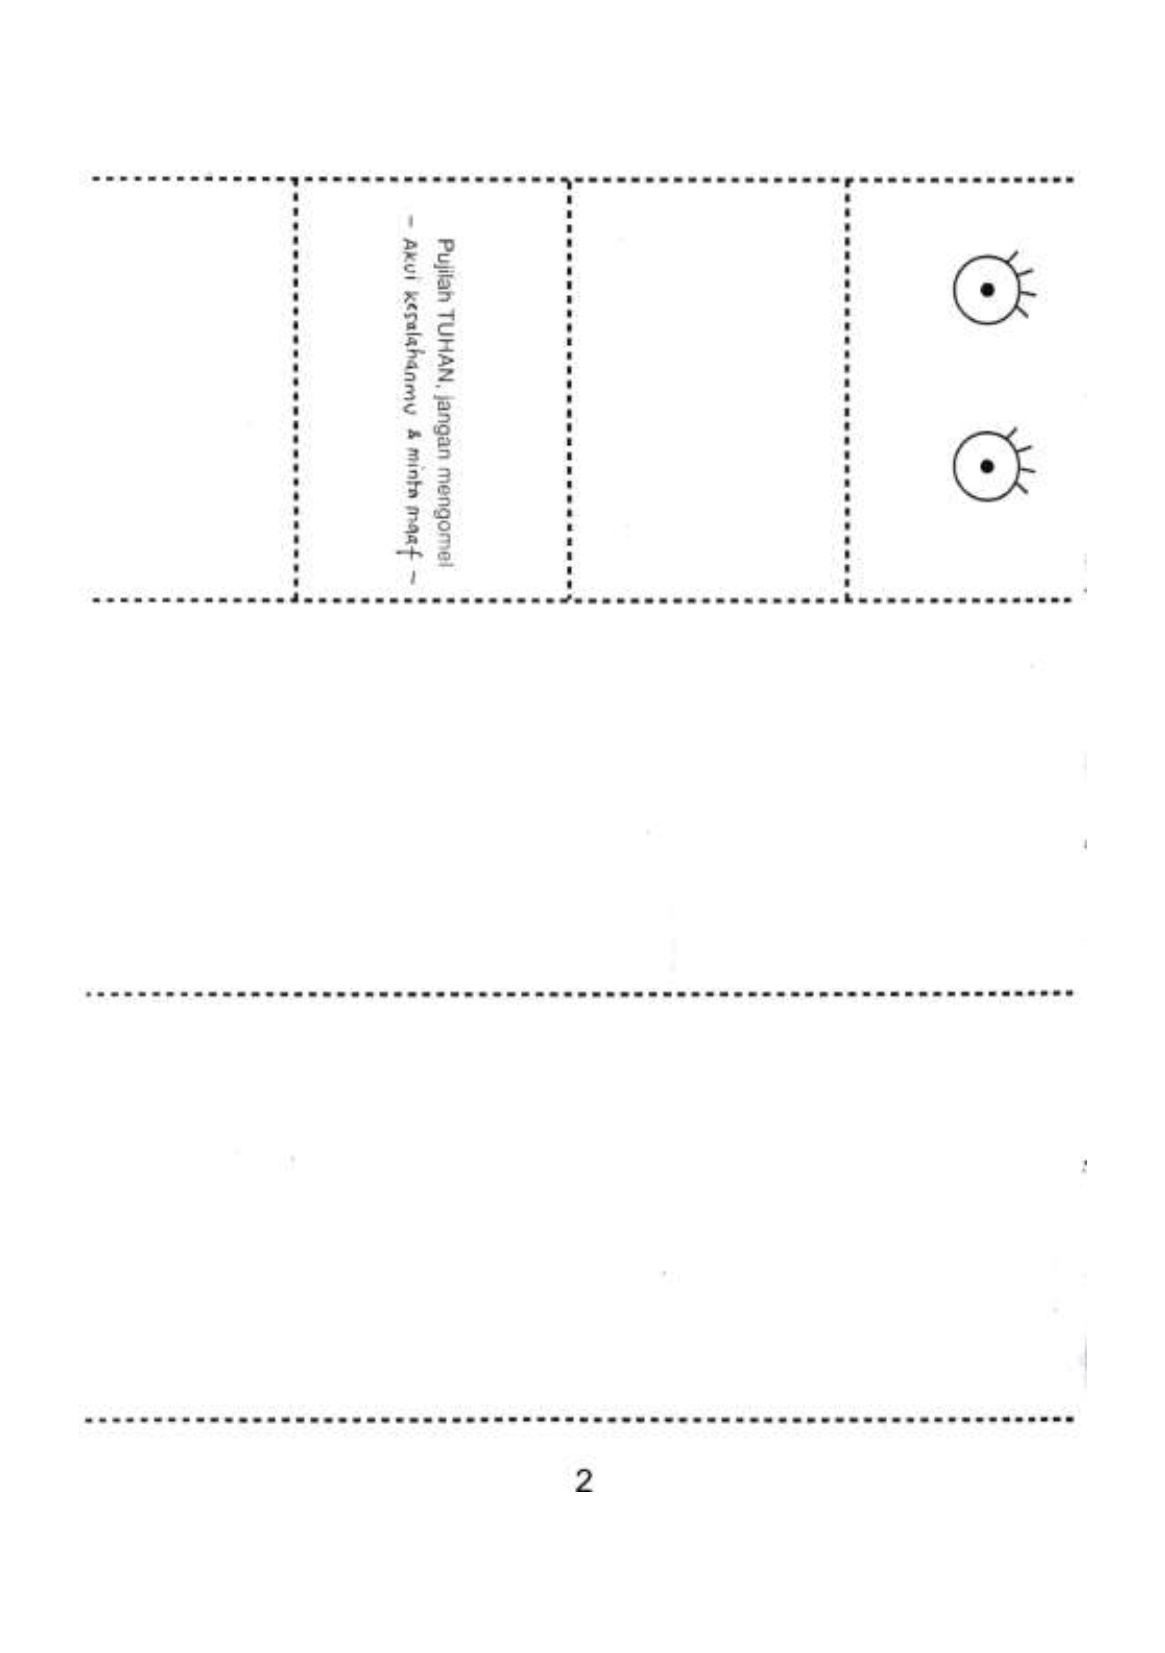 Pujilah TUHAN, jangan mengomel
- Akui kesalahanmu & minta maaf -
2